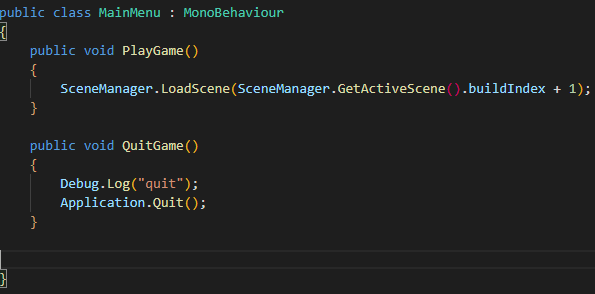 public class MainMenu : MonoBehaviour
{
    public void PlayGame()
    {
        SceneManager.LoadScene(SceneManager.GetActiveScene().buildIndex + 1);
    }

    public void QuitGame()
    {
        Debug.Log("quit");
        Application.Quit();
    }

}